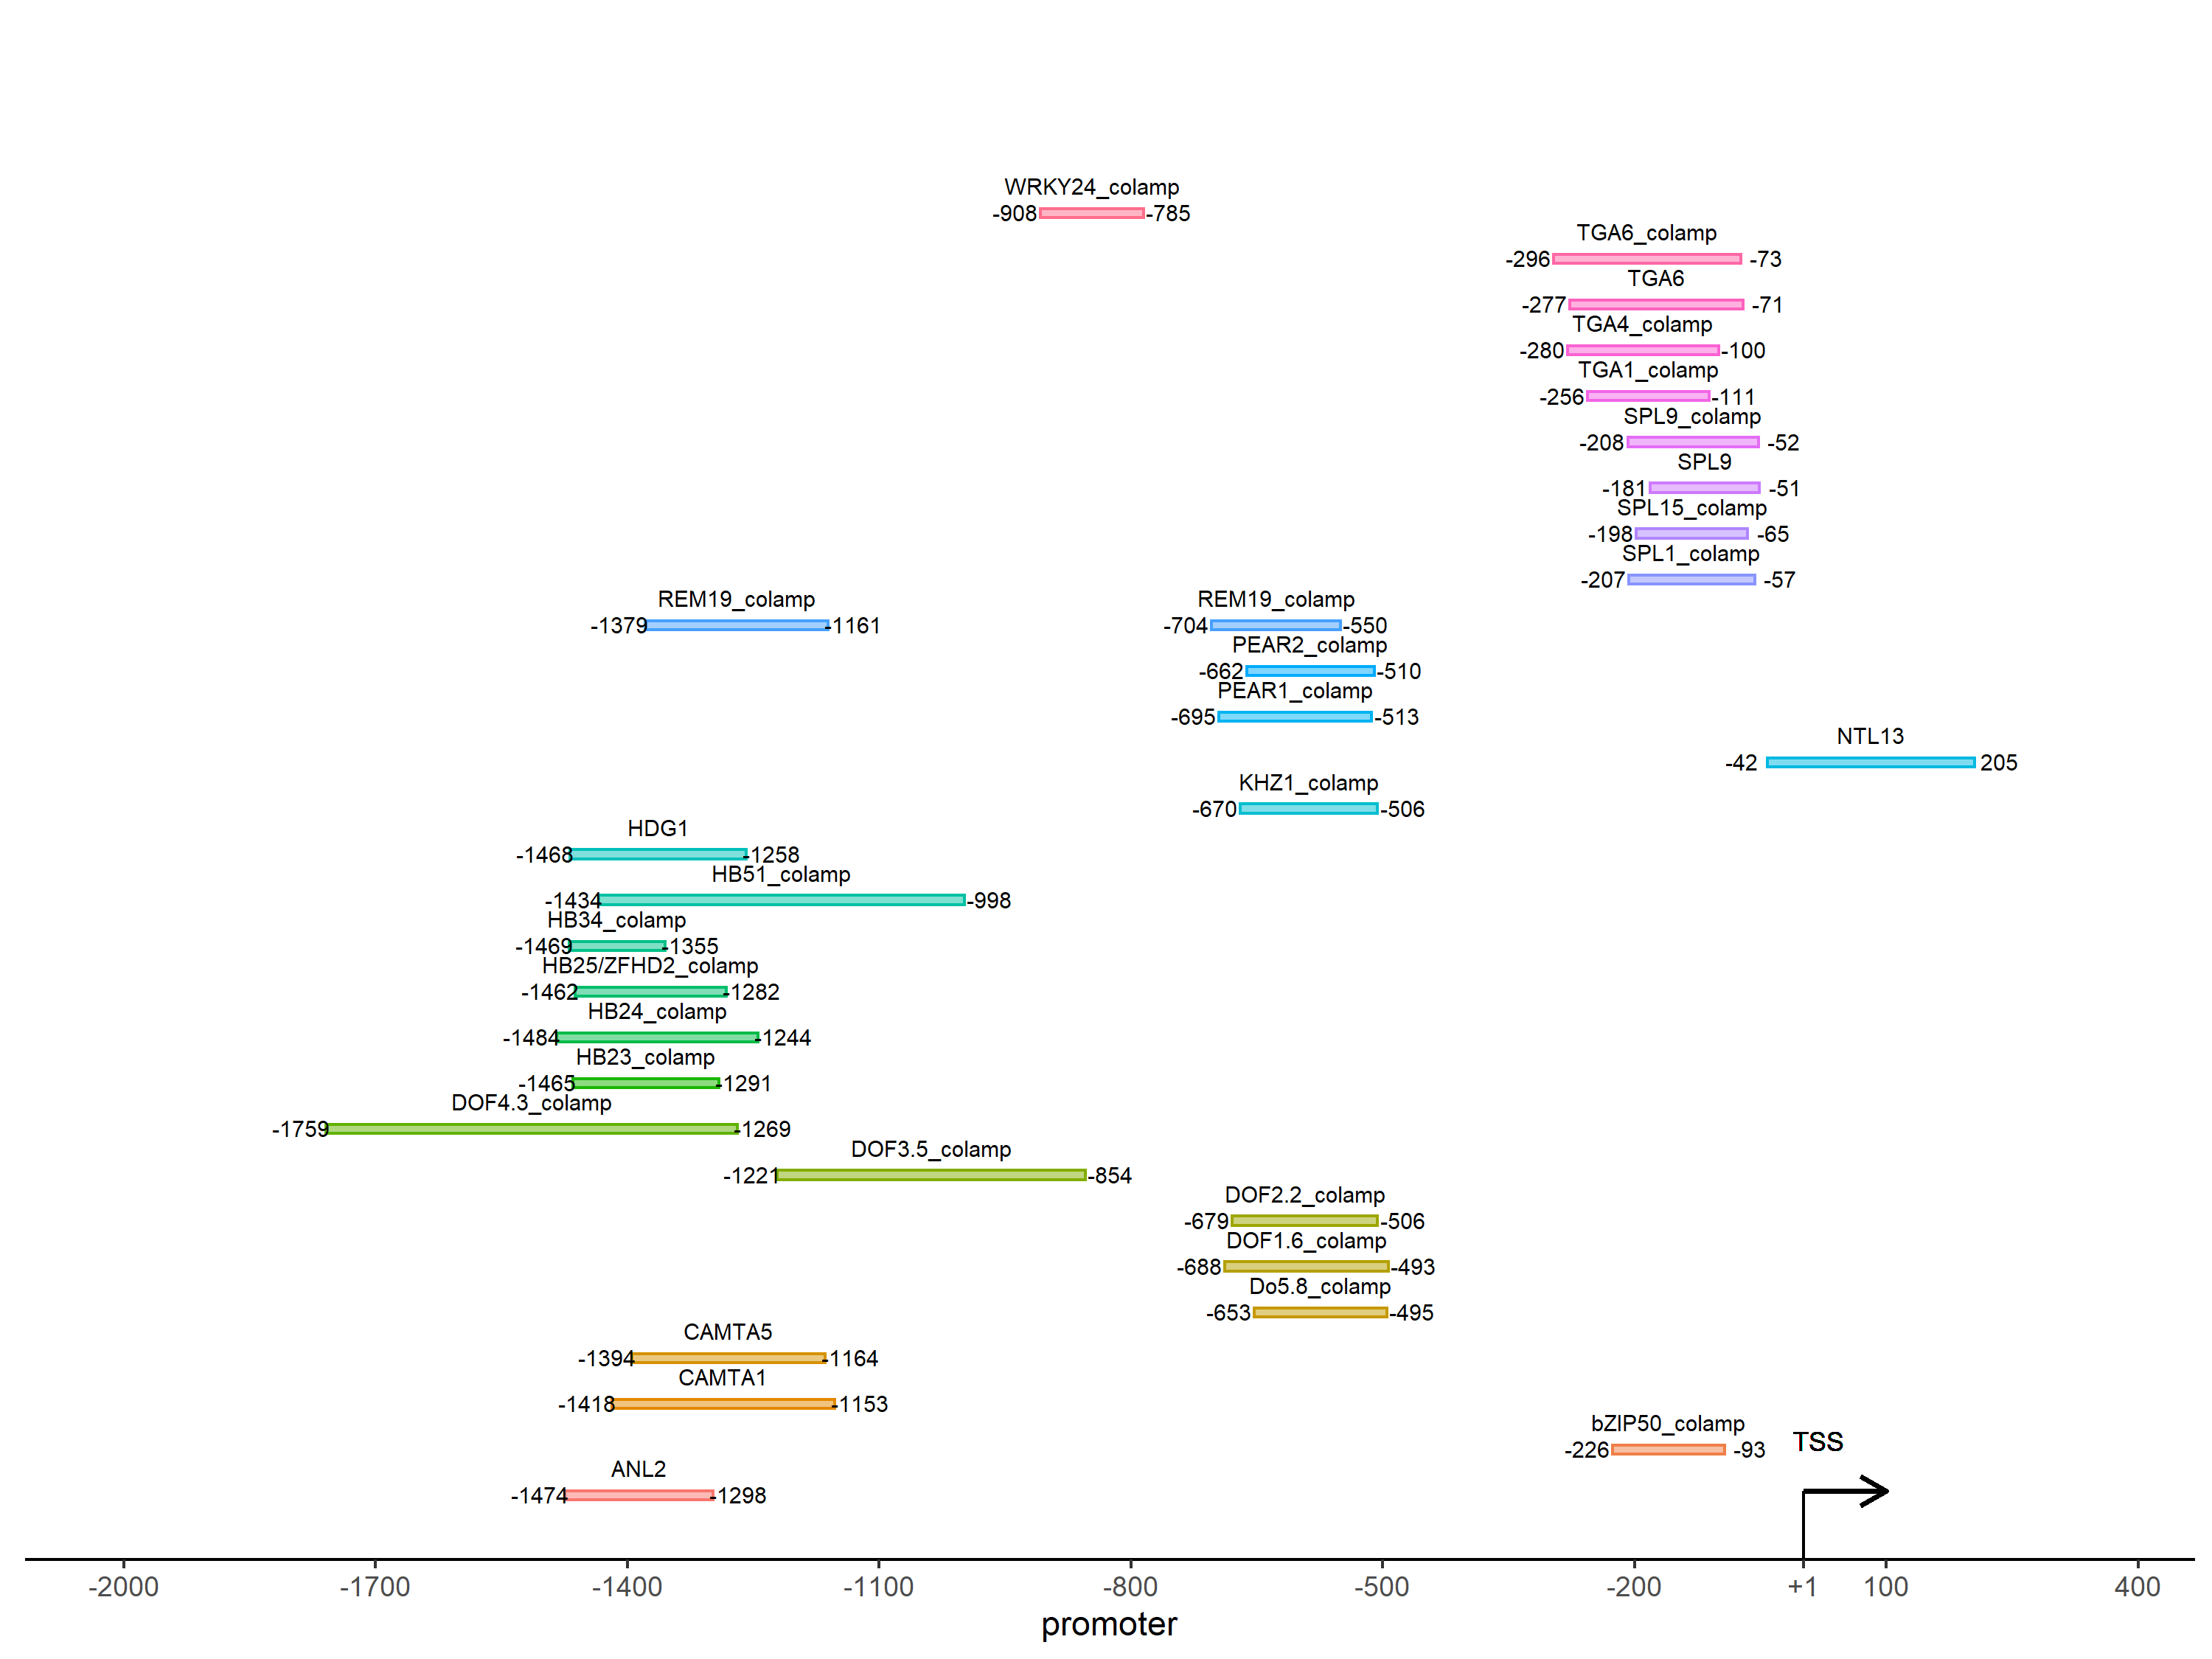 WRKY24_colamp
-908 -785
TGA6_colamp
-296 -73
TGA6
-277 -71
TGA4_colamp
-280 -100
TGA1_colamp
-256 -111
SPL9_colamp
-208 -52
SPL9
-181 -51
SPL15_colamp
-198 -65
SPL1_colamp
-207 -57
REM19_colamp REM19_colamp
-1379 -1161 -704 -550
PEAR2_colamp
-662 -510
PEAR1_colamp
-695 -513
NTL13
-42 205
KHZ1_colamp
-670 -506
HDG1
-1468 -1258
HB51_colamp
-1434 -998
HB34_colamp
-1469 -1355
HB25/ZFHD2_colamp
-1462 -1282
HB24_colamp
-1484 -1244
HB23_colamp
-1465 -1291
DOF4.3_colamp
-1759 -1269
DOF3.5_colamp
-1221 -854
DOF2.2_colamp
-679 -506
DOF1.6_colamp
-688 -493
Do5.8_colamp
-653 -495
CAMTA5
-1394 -1164
CAMTA1
-1418 -1153
bZIP50_colamp
-226 -93
TSS
ANL2
-1474 -1298
-2000 -1700 -1400 -1100 -800 -500 -200 +1 100 400
promoter